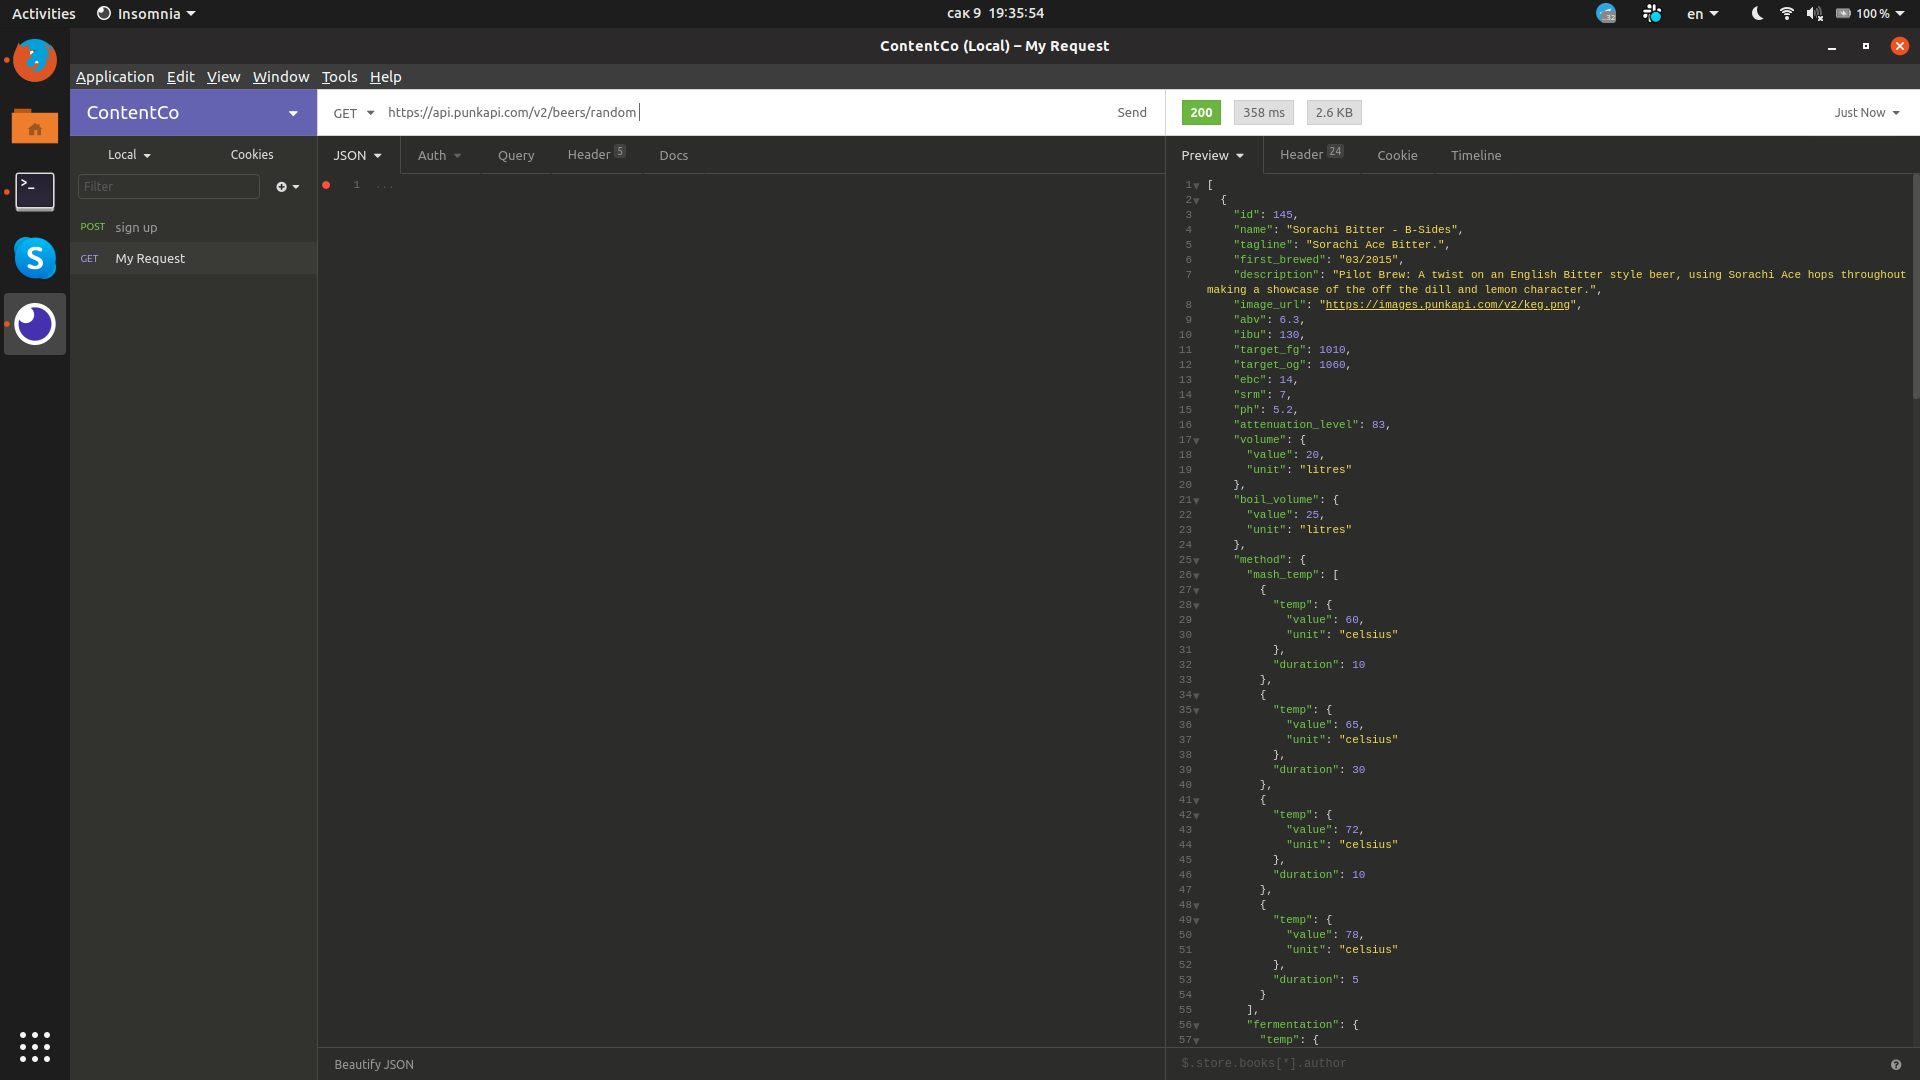 Activities Insomnia сак 9 19:35:54 en 100 %
ContentCo (Local) – My Request
Application Edit View Window Tools Help
ContentCo GET https://api.punkapi.com/v2/beers/random Send 200 358 ms 2.6 KB Just Now
Local Cookies JSON Auth Query Header 5 Docs Preview Header 24 Cookie Timeline
Filter
POST sign up
GET My Request
1 ...
1 [
2 {
3 "id": 145,
4 "name": "Sorachi Bitter - B-Sides",
5 "tagline": "Sorachi Ace Bitter.",
6 "first_brewed": "03/2015",
7 "description": "Pilot Brew: A twist on an English Bitter style beer, using Sorachi Ace hops throughout
making a showcase of the off the dill and lemon character.",
8 "image_url": "https://images.punkapi.com/v2/keg.png",
9 "abv": 6.3,
10 "ibu": 130,
11 "target_fg": 1010,
12 "target_og": 1060,
13 "ebc": 14,
14 "srm": 7,
15 "ph": 5.2,
16 "attenuation_level": 83,
17 "volume": {
18 "value": 20,
19 "unit": "litres"
20 },
21 "boil_volume": {
22 "value": 25,
23 "unit": "litres"
24 },
25 "method": {
26 "mash_temp": [
27 {
28 "temp": {
29 "value": 60,
30 "unit": "celsius"
31 },
32 "duration": 10
33 },
34 {
35 "temp": {
36 "value": 65,
37 "unit": "celsius"
38 },
39 "duration": 30
40 },
41 {
42 "temp": {
43 "value": 72,
44 "unit": "celsius"
45 },
46 "duration": 10
47 },
48 {
49 "temp": {
50 "value": 78,
51 "unit": "celsius"
52 },
53 "duration": 5
54 }
55 ],
56 "fermentation": {
57 "temp": {
Beautify JSON $.store.books[*].author